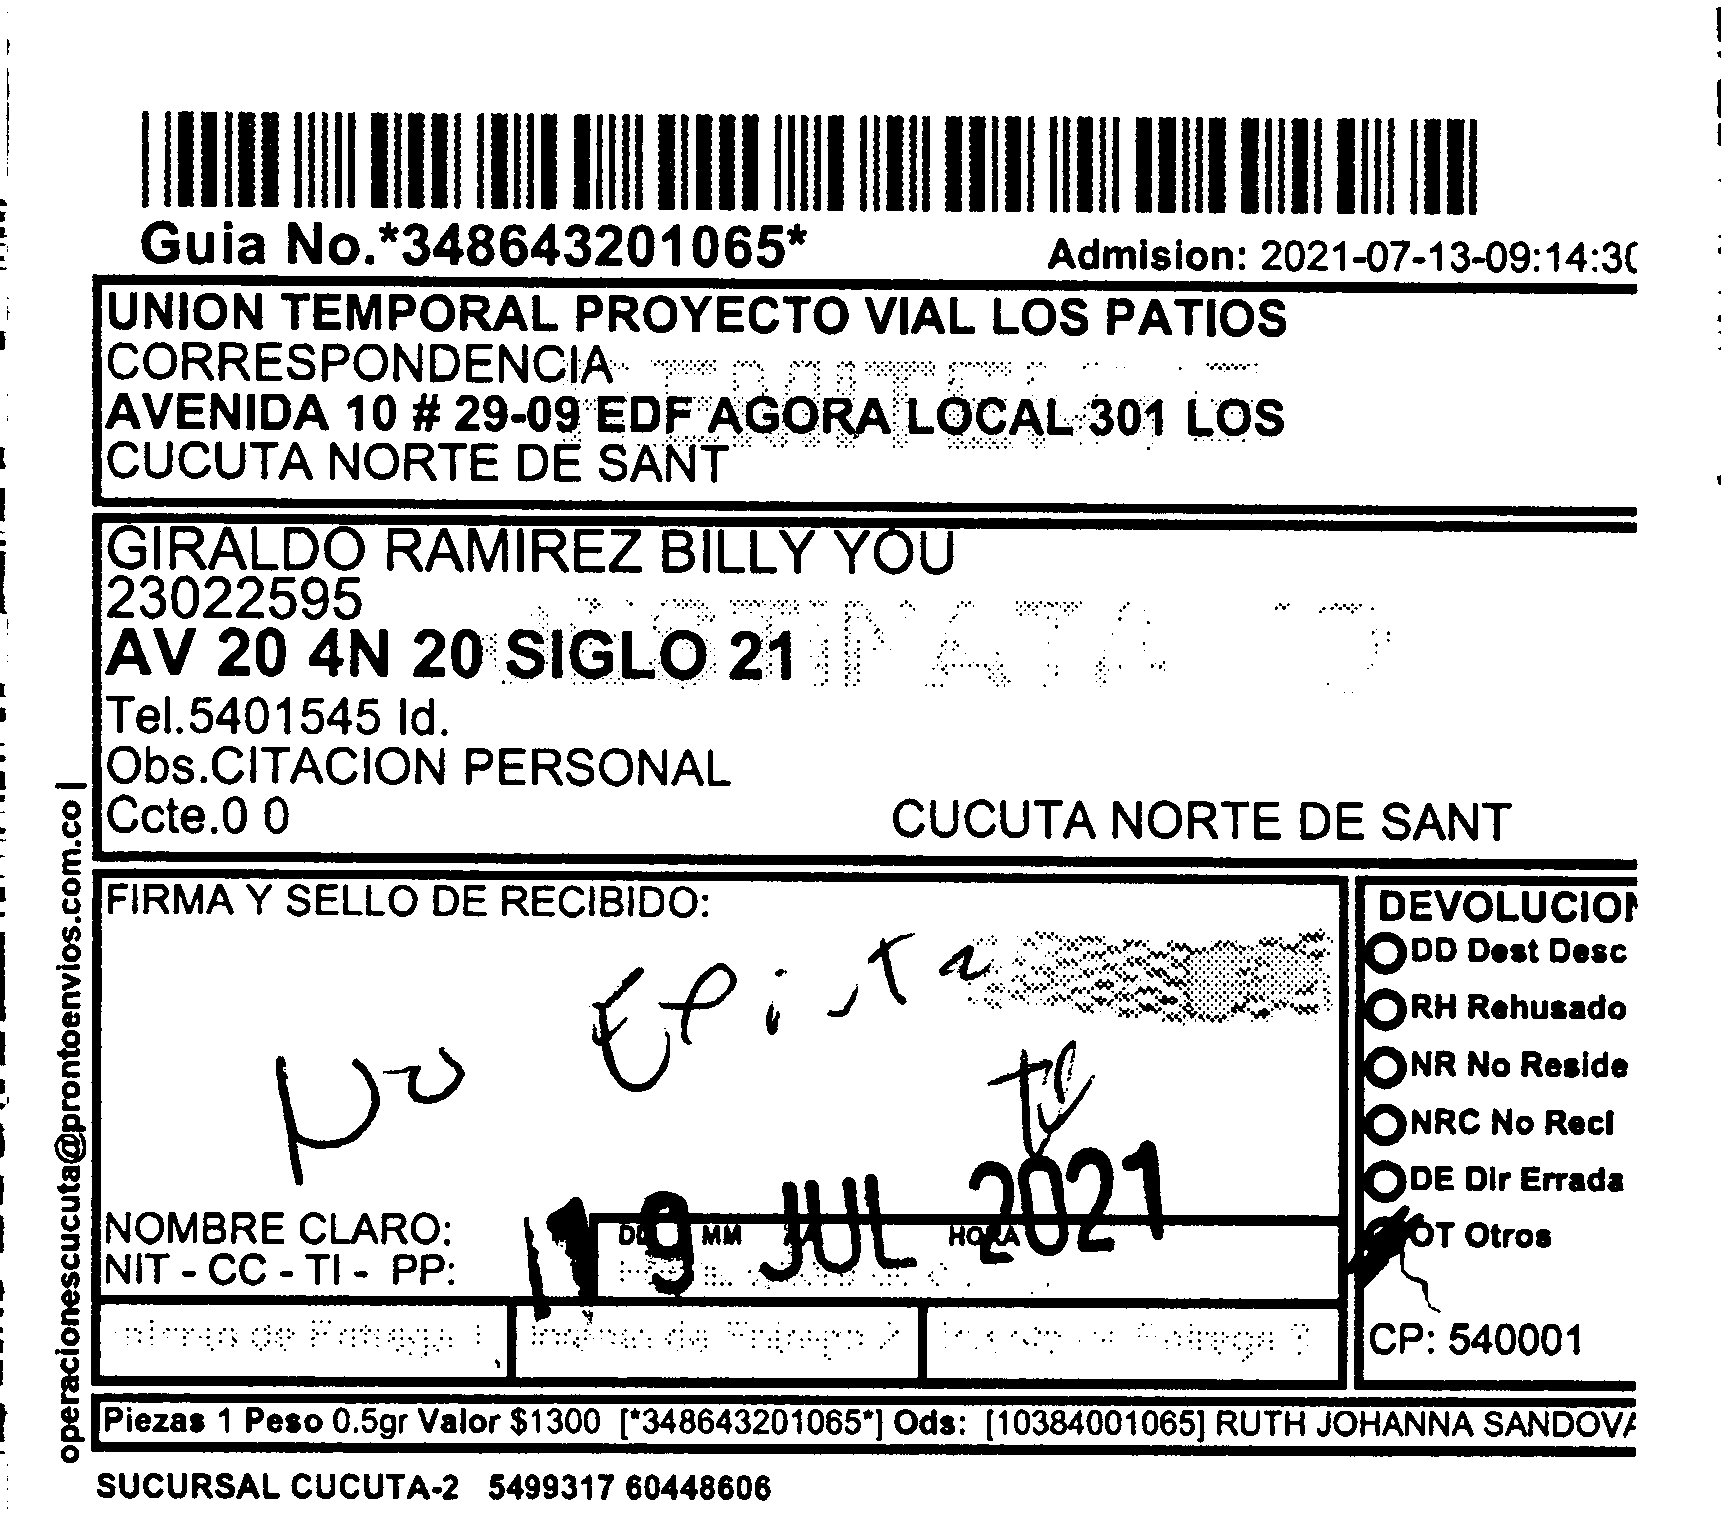 Guia No.*348643201065*
Admision: 2021-07-13-09:14:30
UNION TEMPORAL PROYECTO VIAL LOS PATIOS
CORRESPONDENCIA
AVENIDA 10 # 29-09 EDF AGORA LOCAL 301 LOS
CUCUTA NORTE DE SANT
GIRALDO RAMIREZ BILLY YOU
23022595
AV 20 4N 20 SIGLO 21
Tel.5401545 Id.
Obs.CITACION PERSONAL
Ccte.0 0
CUCUTA NORTE DE SANT
operacionescucuta@prontoenvios.com.co |
FIRMA Y SELLO DE RECIBIDO:
No
19 JUL 2021
NOMBRE CLARO:
NIT - CC - TI - PP:
DD MM HORA
DEVOLUCION
DD Dest Desc
RH Rehusado
NR No Reside
NRC No Recl
DE Dir Errada
OT Otros
CP: 540001
Piezas 1 Peso 0.5gr Valor $1300 [*348643201065*] Ods: [10384001065] RUTH JOHANNA SANDOVA
SUCURSAL CUCUTA-2 5499317 60448606